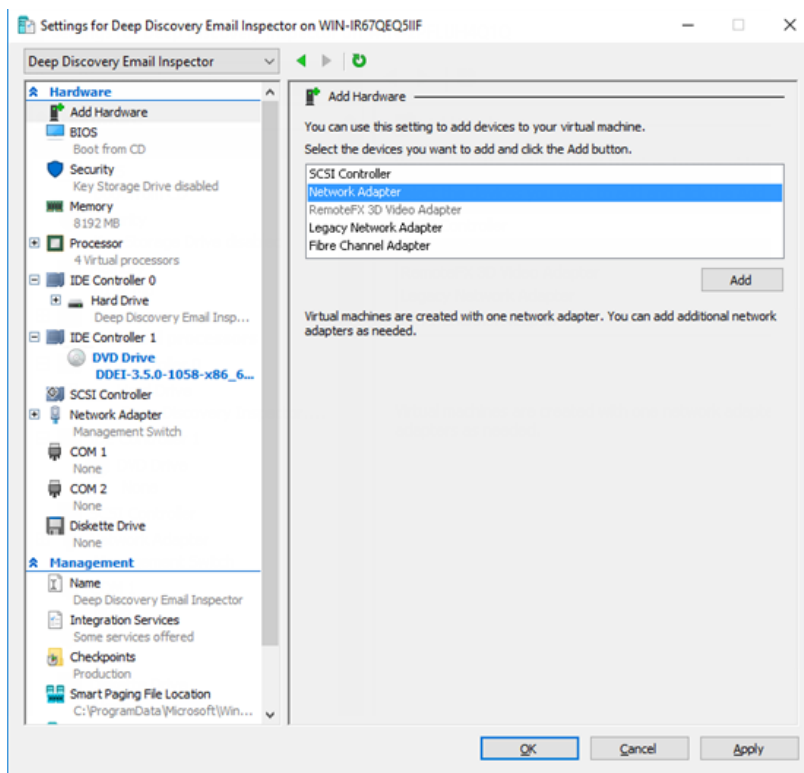 Settings for Deep Discovery Email Inspector on WIN-IR67QEQ5IIF
Deep Discovery Email Inspector
Hardware
Add Hardware
BIOS
Boot from CD
Security
Key Storage Drive disabled
Memory
8192 MB
Processor
4 Virtual processors
IDE Controller 0
Hard Drive
Deep Discovery Email Insp...
IDE Controller 1
DVD Drive
DDEI-3.5.0-1058-x86_6...
SCSI Controller
Network Adapter
Management Switch
COM 1
None
COM 2
None
Diskette Drive
None
Management
Name
Deep Discovery Email Inspector
Integration Services
Some services offered
Checkpoints
Production
Smart Paging File Location
C:\ProgramData\Microsoft\Win...
Add Hardware
You can use this setting to add devices to your virtual machine.
Select the devices you want to add and click the Add button.
SCSI Controller
Network Adapter
RemoteFX 3D Video Adapter
Legacy Network Adapter
Fibre Channel Adapter
Add
Virtual machines are created with one network adapter. You can add additional network
adapters as needed.
OK
Cancel
Apply